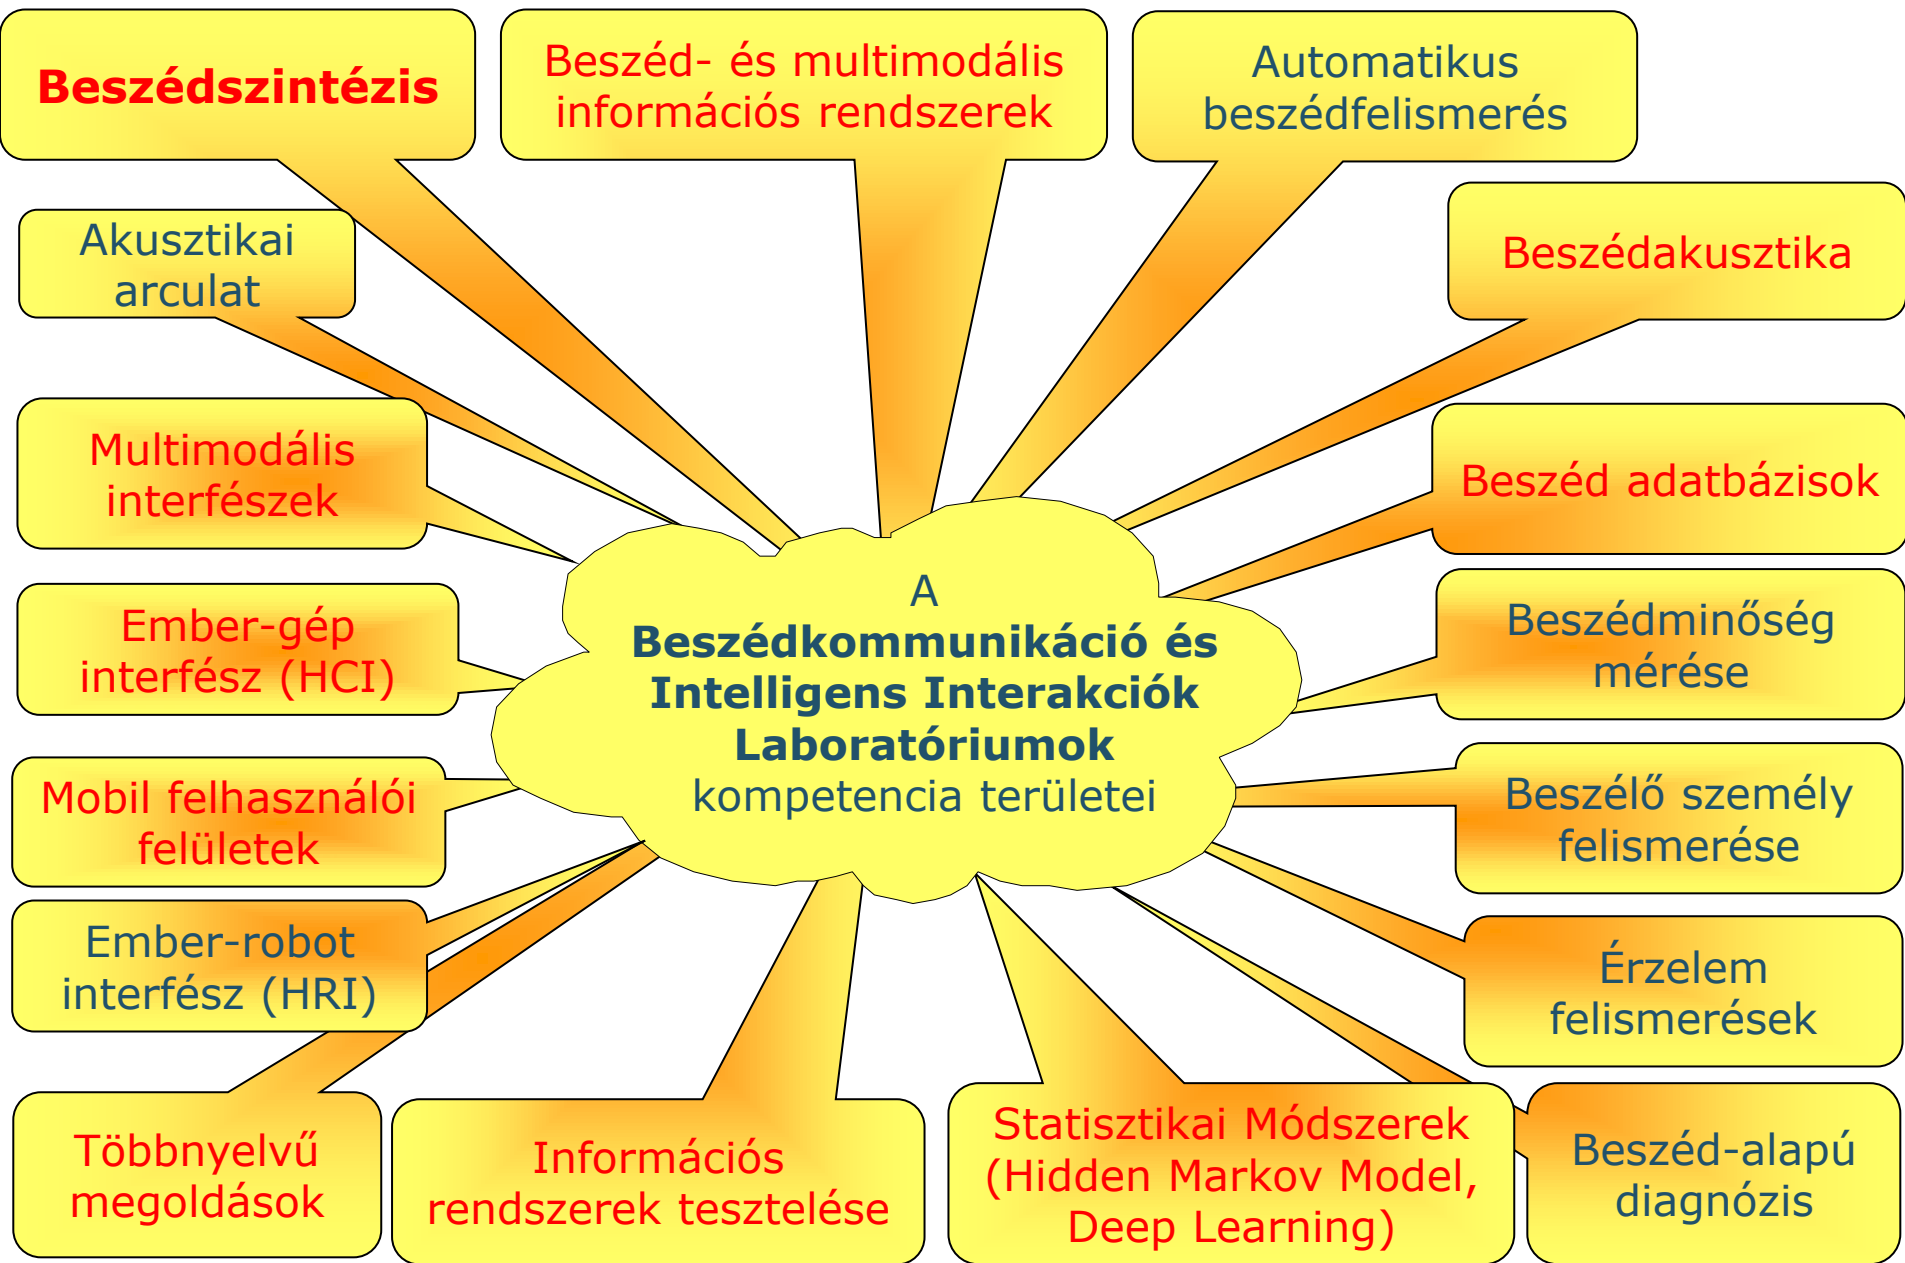 Beszédszintézis
Beszéd- és multimodális
információs rendszerek
Automatikus
beszédfelismerés
Akusztikai
arculat
Beszédakusztika
Multimodális
interfészek
Beszéd adatbázisok
Ember-gép
interfész (HCI)
A
Beszédkommunikáció és
Intelligens Interakciók
Laboratóriumok
kompetencia területei
Beszédminőség
mérése
Mobil felhasználói
felületek
Beszélő személy
felismerése
Ember-robot
interfész (HRI)
Érzelem
felismerések
Többnyelvű
megoldások
Információs
rendszerek tesztelése
Statisztikai Módszerek
(Hidden Markov Model,
Deep Learning)
Beszéd-alapú
diagnózis